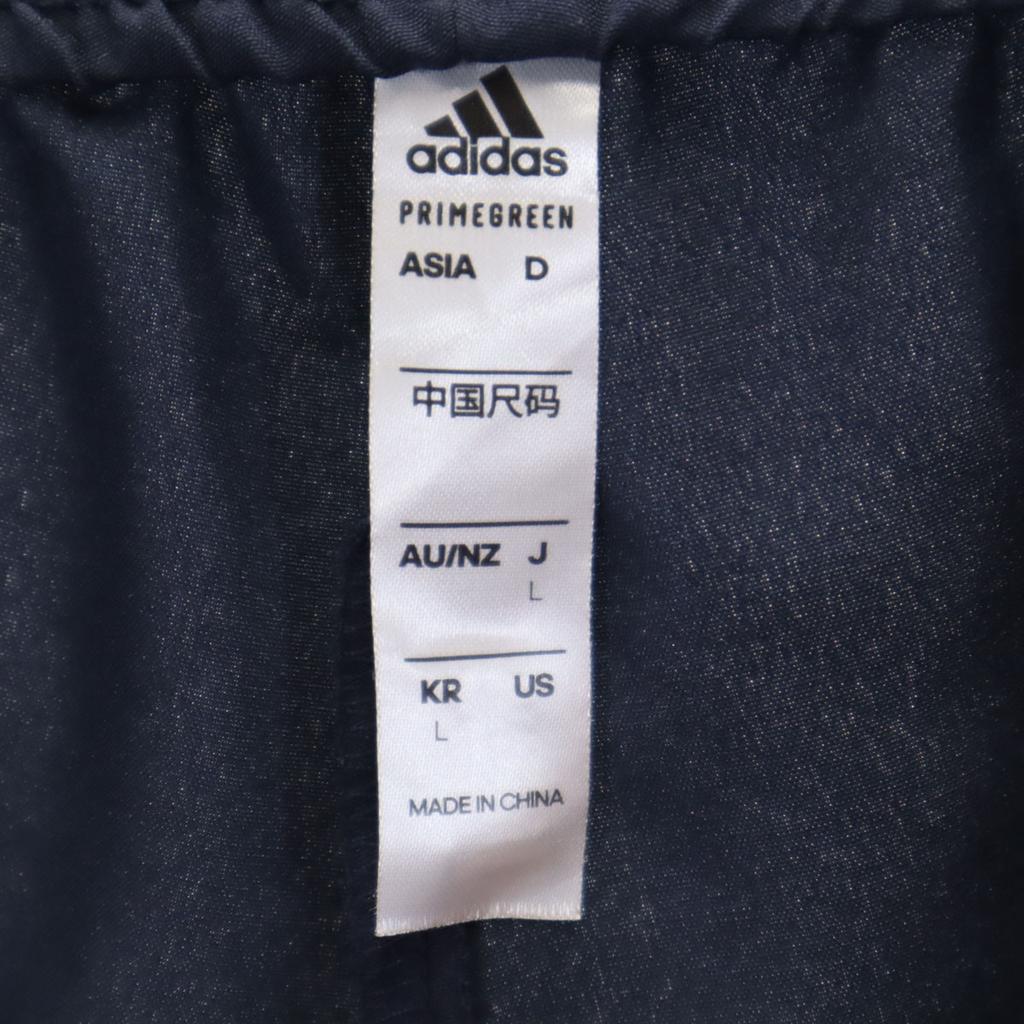 adidas
PRIMEGREEN
ASIA D
中国尺码
AU/NZ J
L
KR US
L
MADE IN CHINA